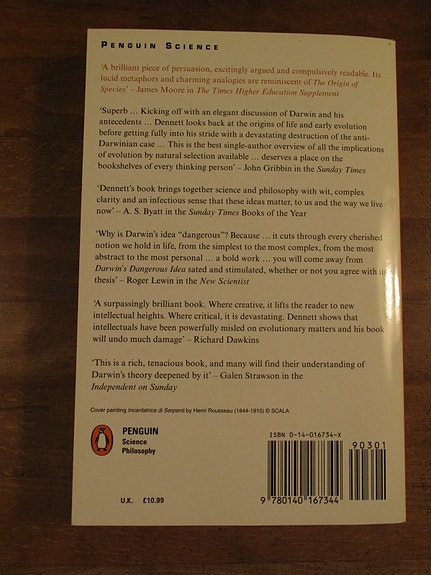 PENGUIN SCIENCE
‘A brilliant piece of persuasion, excitingly argued and compulsively readable. Its
lucid metaphors and charming analogies are reminiscent of The Origin of
Species’ – James Moore in The Times Higher Education Supplement
‘Superb ... Kicking off with an elegant discussion of Darwin and his
antecedents ... Dennett looks back at the origins of life and early evolution
before getting fully into his stride with a devastating destruction of the anti-
Darwinian case ... This is the best single-author overview of all the implications
of evolution by natural selection available ... deserves a place on the
bookshelves of every thinking person’ – John Gribbin in the Sunday Times
‘Dennett's book brings together science and philosophy with wit, complex
clarity and an infectious sense that these ideas matter, to us and the way we live
now’ – A. S. Byatt in the Sunday Times Books of the Year
‘Why is Darwin's idea “dangerous”? Because ... it cuts through every cherished
notion we hold in life, from the simplest to the most complex, from the most
abstract to the most personal ... a bold work ... you will come away from
Darwin's Dangerous Idea sated and stimulated, whether or not you agree with its
thesis’ – Roger Lewin in the New Scientist
‘A surpassingly brilliant book. Where creative, it lifts the reader to new
intellectual heights. Where critical, it is devastating. Dennett shows that
intellectuals have been powerfully misled on evolutionary matters and his book
will undo much damage’ – Richard Dawkins
‘This is a rich, tenacious book, and many will find their understanding of
Darwin's theory deepened by it’ – Galen Strawson in the
Independent on Sunday
Cover painting Incantatrice di Serpenti by Henri Rousseau (1844-1910) © SCALA
PENGUIN
Science
Philosophy
U.K. £10.99
ISBN 0-14-016734-X
90301
9 780140 167344